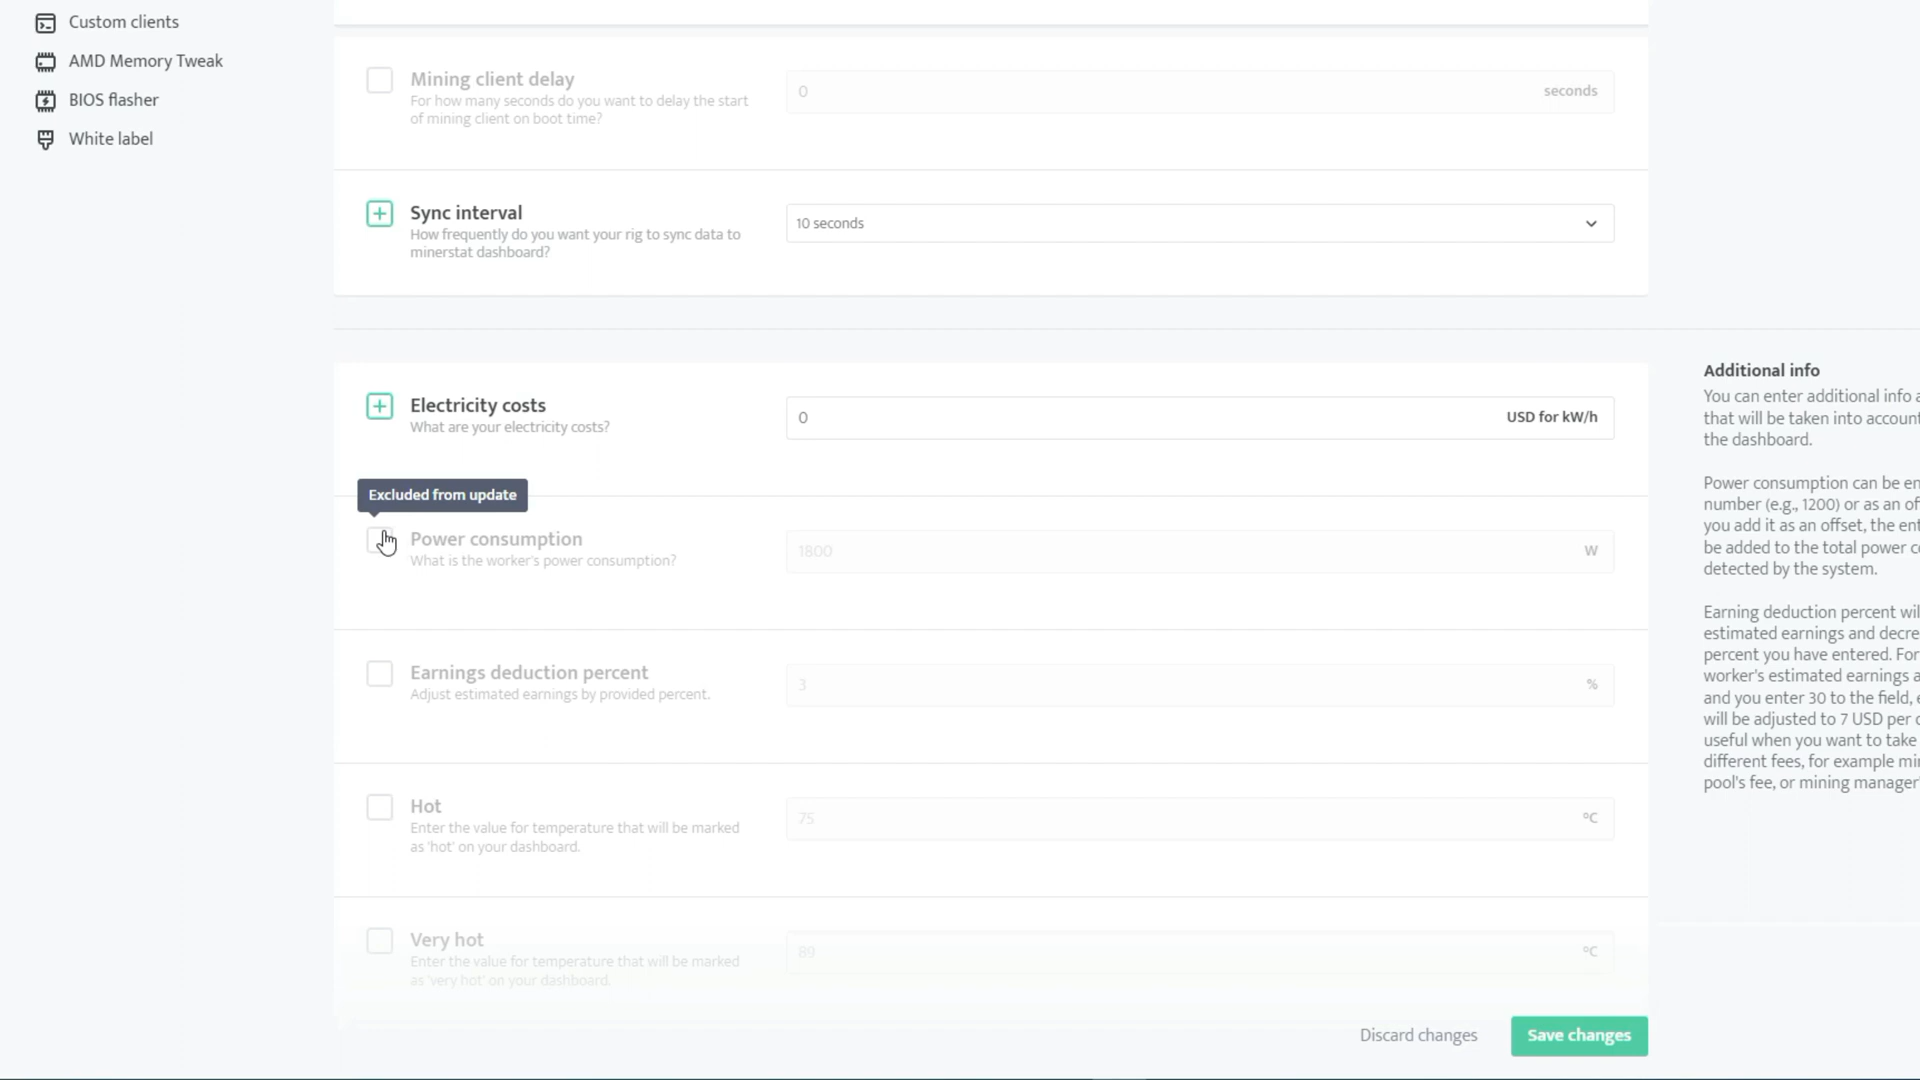 Custom clients
AMD Memory Tweak
BIOS flasher
White label
Mining client delay
For how many seconds do you want to delay the start
of mining client on boot time?
0
seconds
Sync interval
How frequently do you want your rig to sync data to
minerstat dashboard?
10 seconds
Electricity costs
What are your electricity costs?
0
USD for kW/h
Excluded from update
Power consumption
What is the worker's power consumption?
1800
W
Earnings deduction percent
Adjust estimated earnings by provided percent.
3
%
Hot
Enter the value for temperature that will be marked
as 'hot' on your dashboard.
75
°C
Very hot
Enter the value for temperature that will be marked
as 'very hot' on your dashboard.
89
°C
Additional info
You can enter additional info
that will be taken into account
the dashboard.
Power consumption can be
number (e.g., 1200) or as an
you add it as an offset, the
be added to the total power
detected by the system.
Earning deduction percent
estimated earnings and
percent you have entered. For
worker's estimated earnings
and you enter 30 to the field,
will be adjusted to 7 USD per
useful when you want to take
different fees, for example
pool's fee, or mining manager'
Discard changes
Save changes